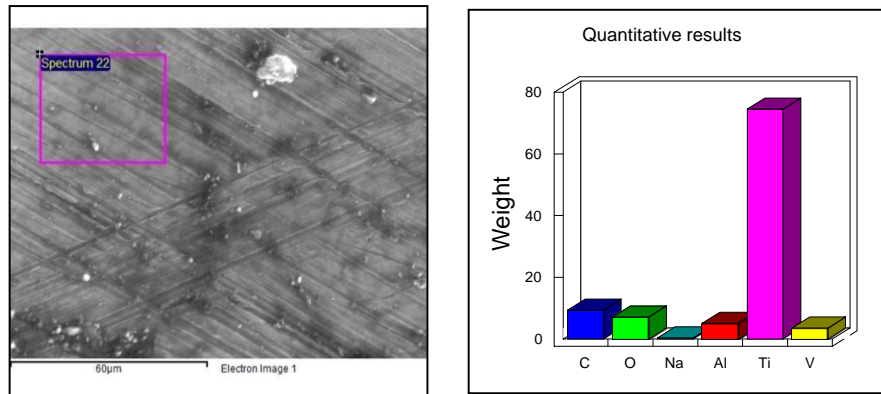 Spectrum 22
60µm
Electron Image 1
Quantitative results
Weight
80
60
40
20
0
C O Na Al Ti V